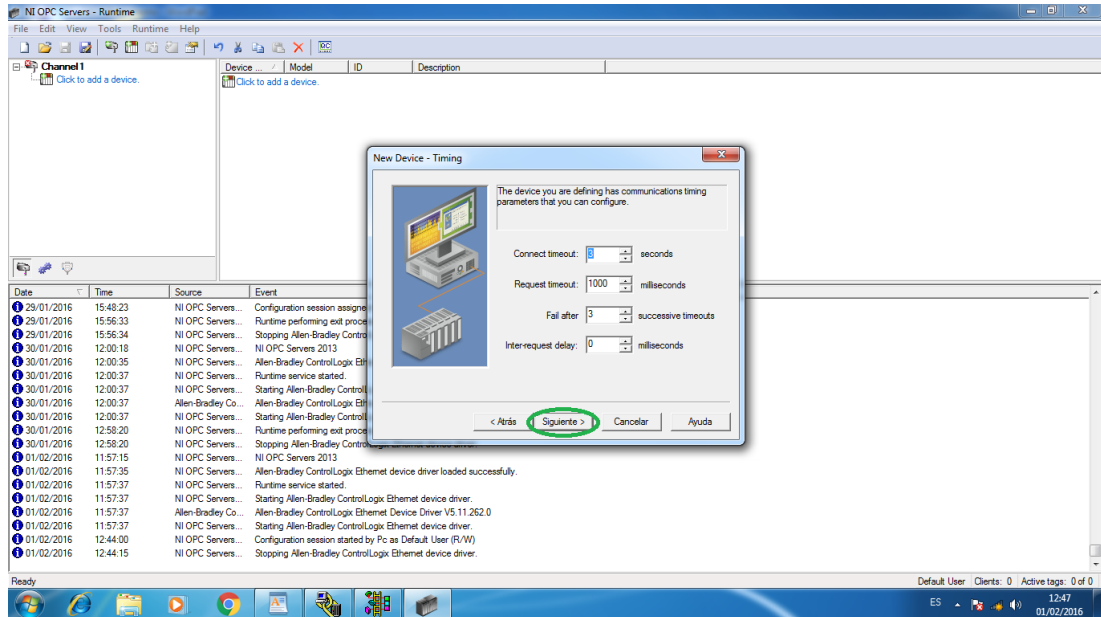 NI OPC Servers - Runtime
File Edit View Tools Runtime Help
Channel1
Click to add a device.
Device ... Model ID Description
Click to add a device.
New Device - Timing
The device you are defining has communications timing
parameters that you can configure.
Connect timeout: 3 seconds
Request timeout: 1000 milliseconds
Fail after 3 successive timeouts
Inter-request delay: 0 milliseconds
< Atrás Siguiente > Cancelar Ayuda
Date Time Source Event
29/01/2016 15:48:23 NI OPC Servers... Configuration session assigne
29/01/2016 15:56:33 NI OPC Servers... Runtime performing exit proce
29/01/2016 15:56:34 NI OPC Servers... Stopping Allen-Bradley Contro
30/01/2016 12:00:18 NI OPC Servers... NI OPC Servers 2013
30/01/2016 12:00:35 NI OPC Servers... Allen-Bradley ControlLogix Eth
30/01/2016 12:00:37 NI OPC Servers... Runtime service started.
30/01/2016 12:00:37 NI OPC Servers... Starting Allen-Bradley Controll
30/01/2016 12:00:37 Allen-Bradley Co... Allen-Bradley ControlLogix Eth
30/01/2016 12:00:37 NI OPC Servers... Starting Allen-Bradley Controll
30/01/2016 12:58:20 NI OPC Servers... Runtime performing exit proce
30/01/2016 12:58:20 NI OPC Servers... Stopping Allen-Bradley ControlLogix Ethernet device driver.
01/02/2016 11:57:15 NI OPC Servers... NI OPC Servers 2013
01/02/2016 11:57:35 NI OPC Servers... Allen-Bradley ControlLogix Ethernet device driver loaded successfully.
01/02/2016 11:57:37 NI OPC Servers... Runtime service started.
01/02/2016 11:57:37 NI OPC Servers... Starting Allen-Bradley ControlLogix Ethernet device driver.
01/02/2016 11:57:37 Allen-Bradley Co... Allen-Bradley ControlLogix Ethernet Device Driver V5.11.262.0
01/02/2016 11:57:37 NI OPC Servers... Starting Allen-Bradley ControlLogix Ethernet device driver.
01/02/2016 12:44:00 NI OPC Servers... Configuration session started by Pc as Default User (R/W)
01/02/2016 12:44:15 NI OPC Servers... Stopping Allen-Bradley ControlLogix Ethernet device driver.
Ready Default User Clients: 0 Active tags: 0 of 0
ES 12:47
01/02/2016